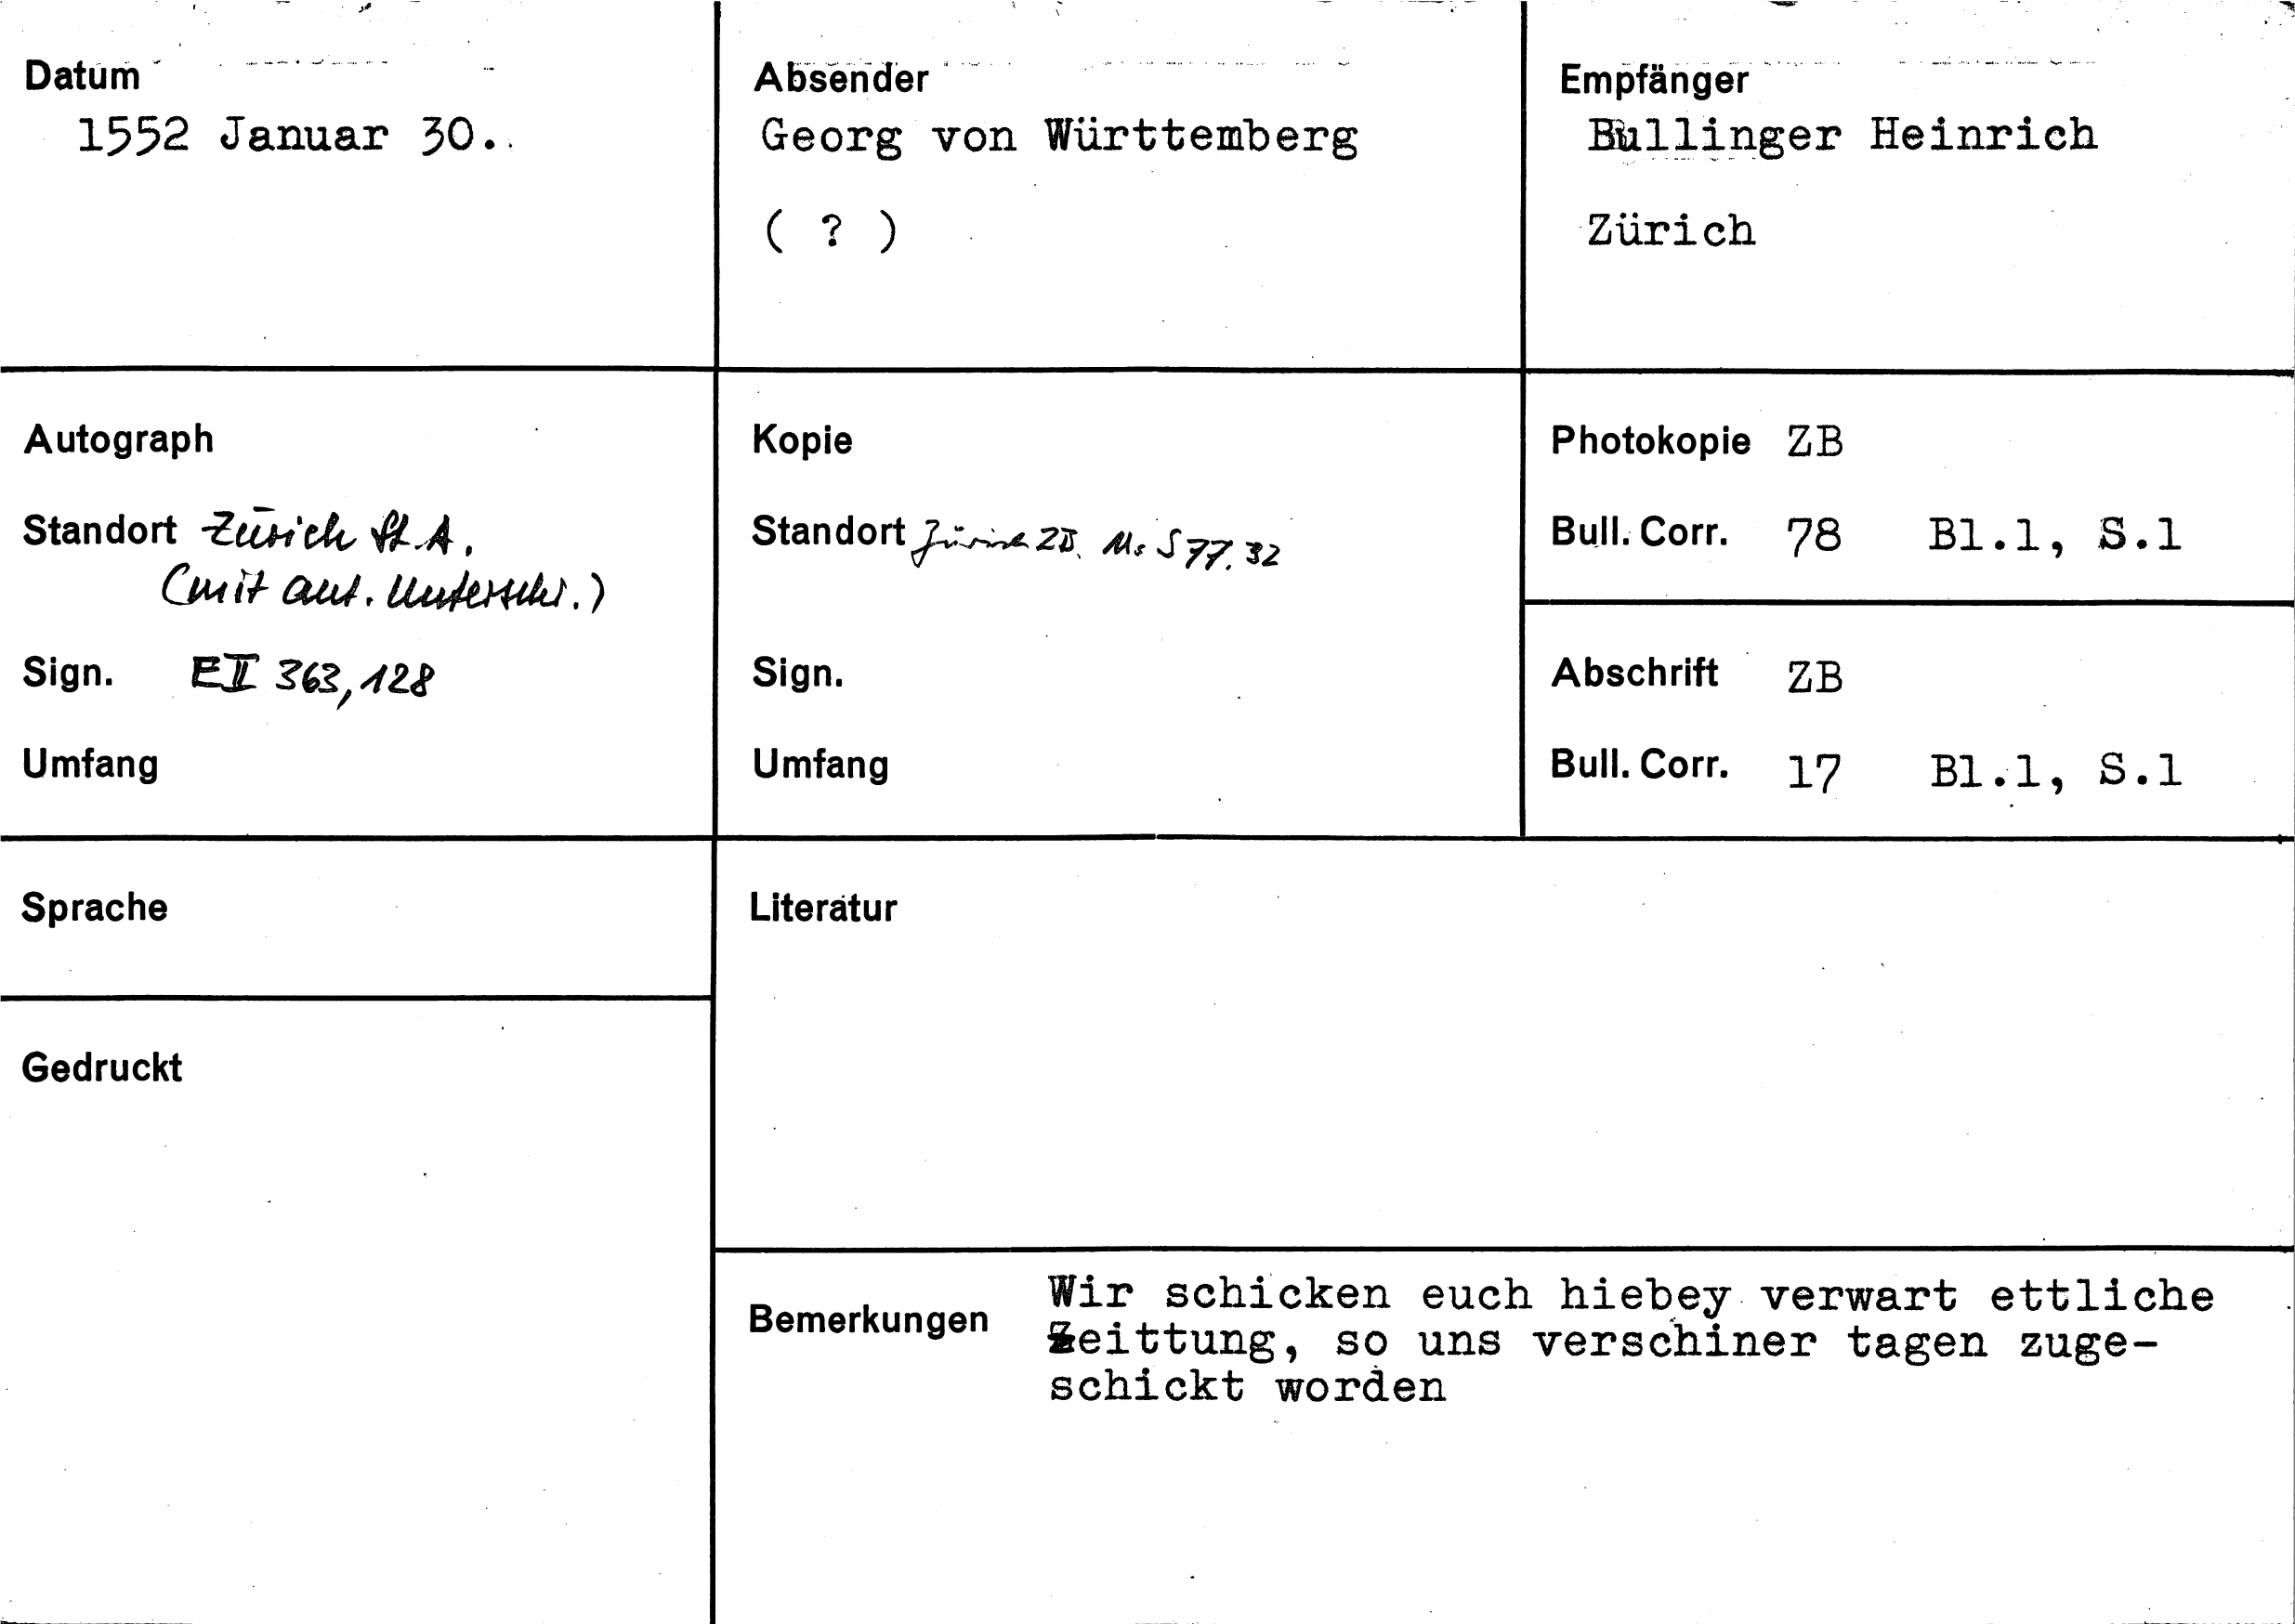 Datum
1552 Januar 30.
Absender
Georg von Württemberg
( ? )
Empfänger
Bullinger Heinrich
Zürich
Autograph
Standort Zürich St.A.
(mit aut. Unterschr.)
Sign. E II 363,128
Umfang
Kopie
Standort Zürich ZB. Ms S 77. 32
Sign.
Umfang
Photokopie ZB
Bull. Corr. 78 Bl.1, S.1
Abschrift ZB
Bull. Corr. 17 Bl.1, S.1
Sprache
Literatur
Gedruckt
Bemerkungen
Wir schicken euch hiebey verwart ettliche
Zeittung, so uns verschiner tagen zuge-
schickt worden